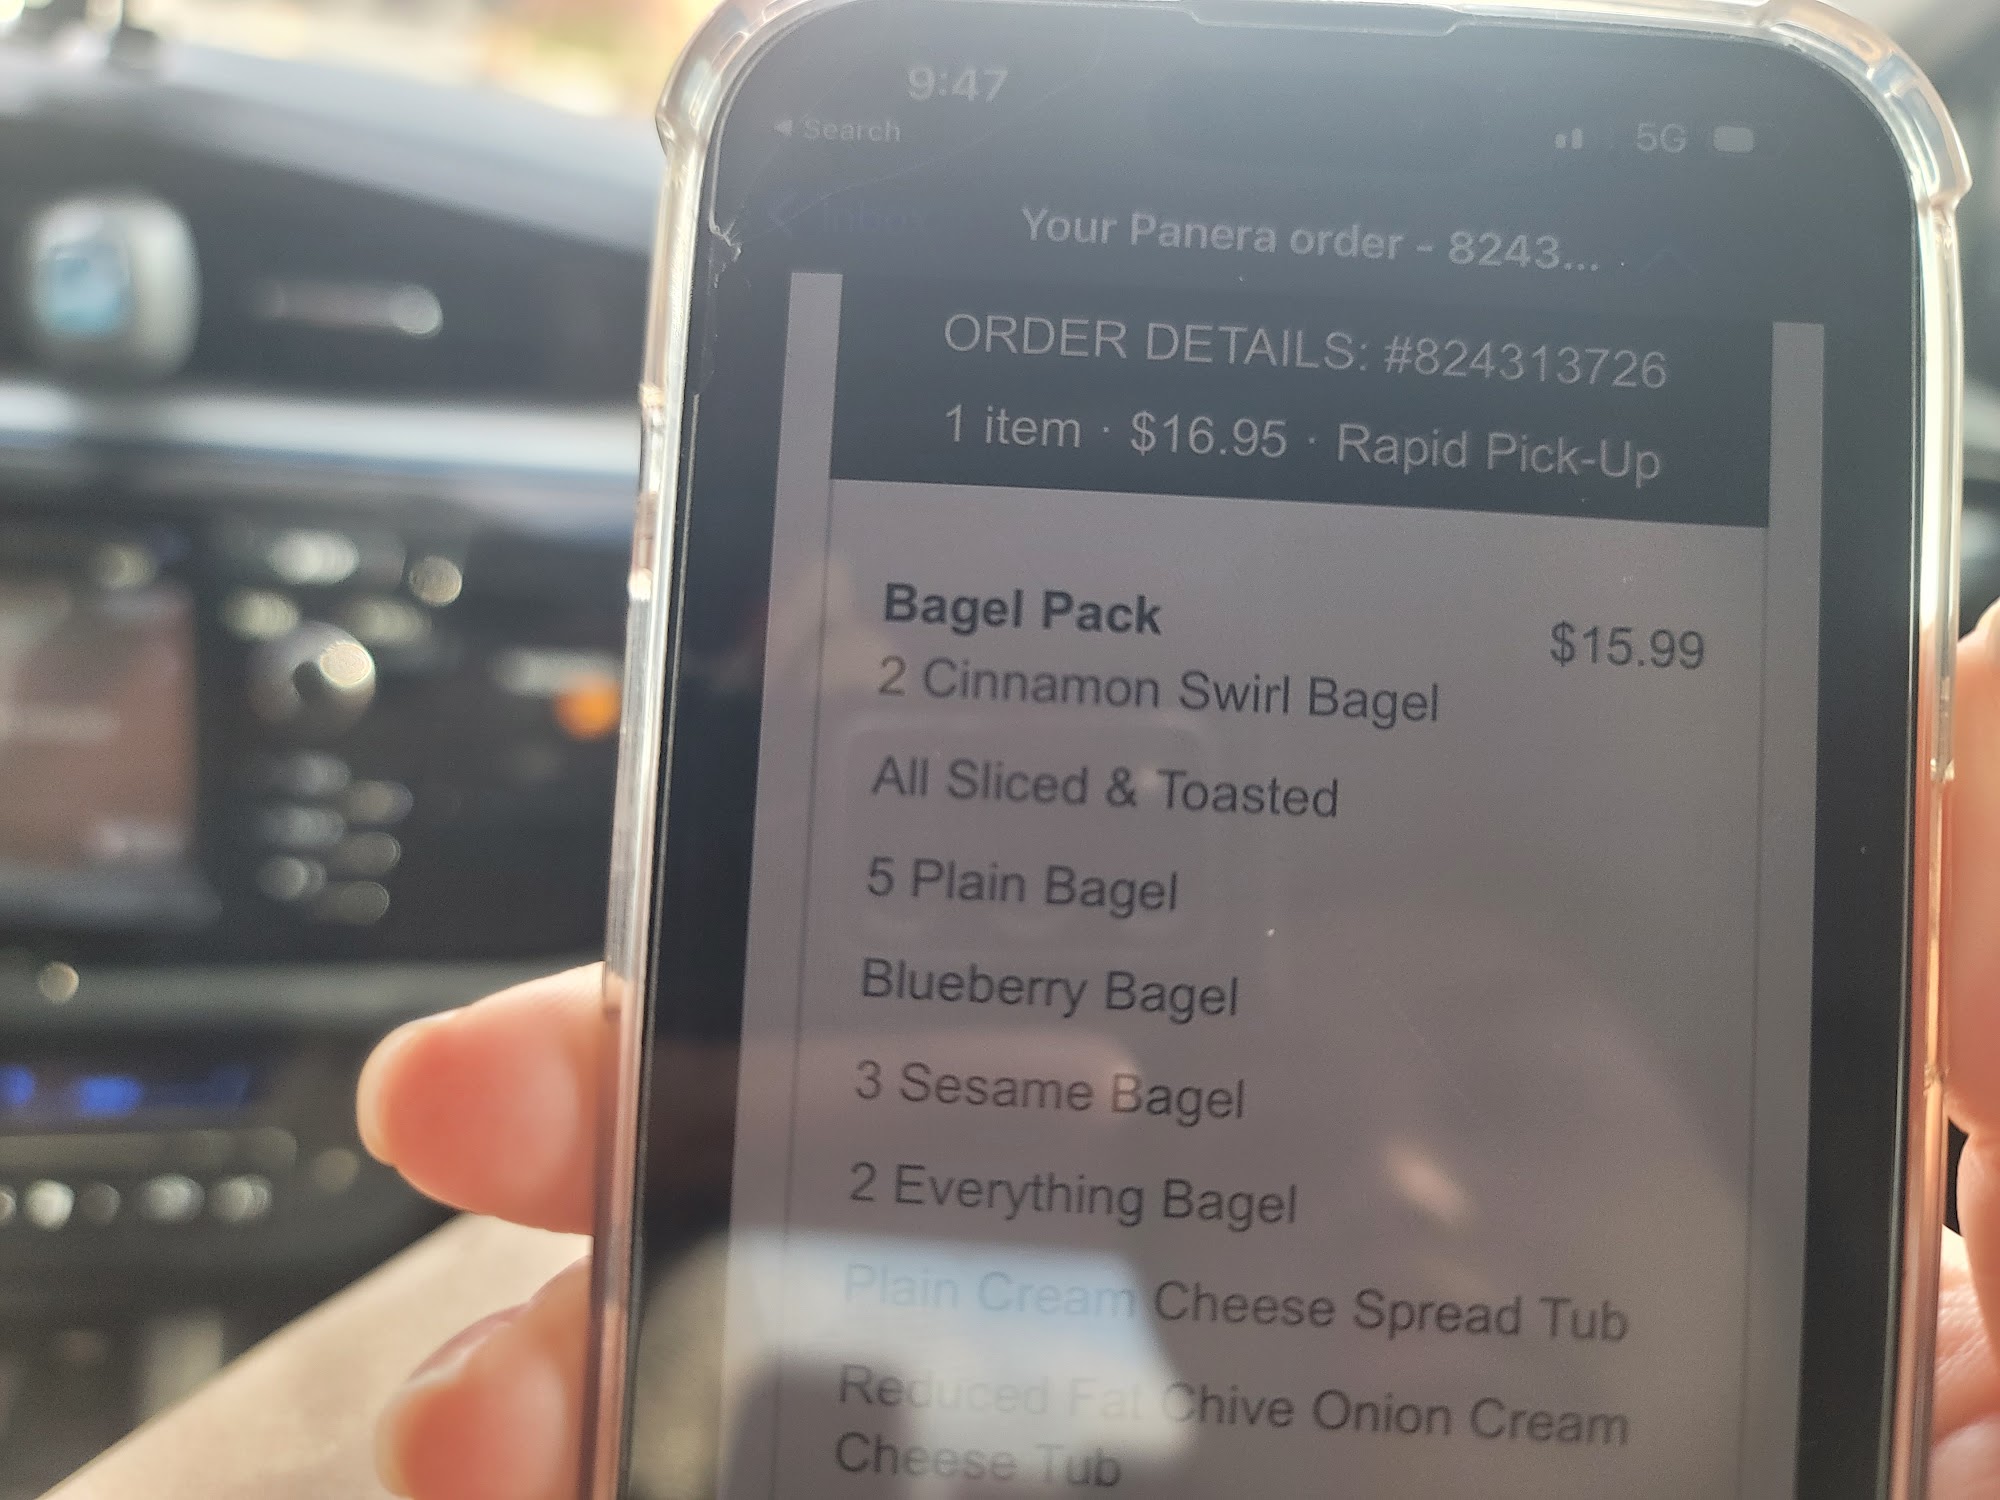 9:47
Search
5G
Inbox
Your Panera order - 8243...
ORDER DETAILS: #824313726
1 item · $16.95 · Rapid Pick-Up
Bagel Pack
$15.99
2 Cinnamon Swirl Bagel
All Sliced & Toasted
5 Plain Bagel
Blueberry Bagel
3 Sesame Bagel
2 Everything Bagel
Plain Cream Cheese Spread Tub
Reduced Fat Chive Onion Cream
Cheese Tub